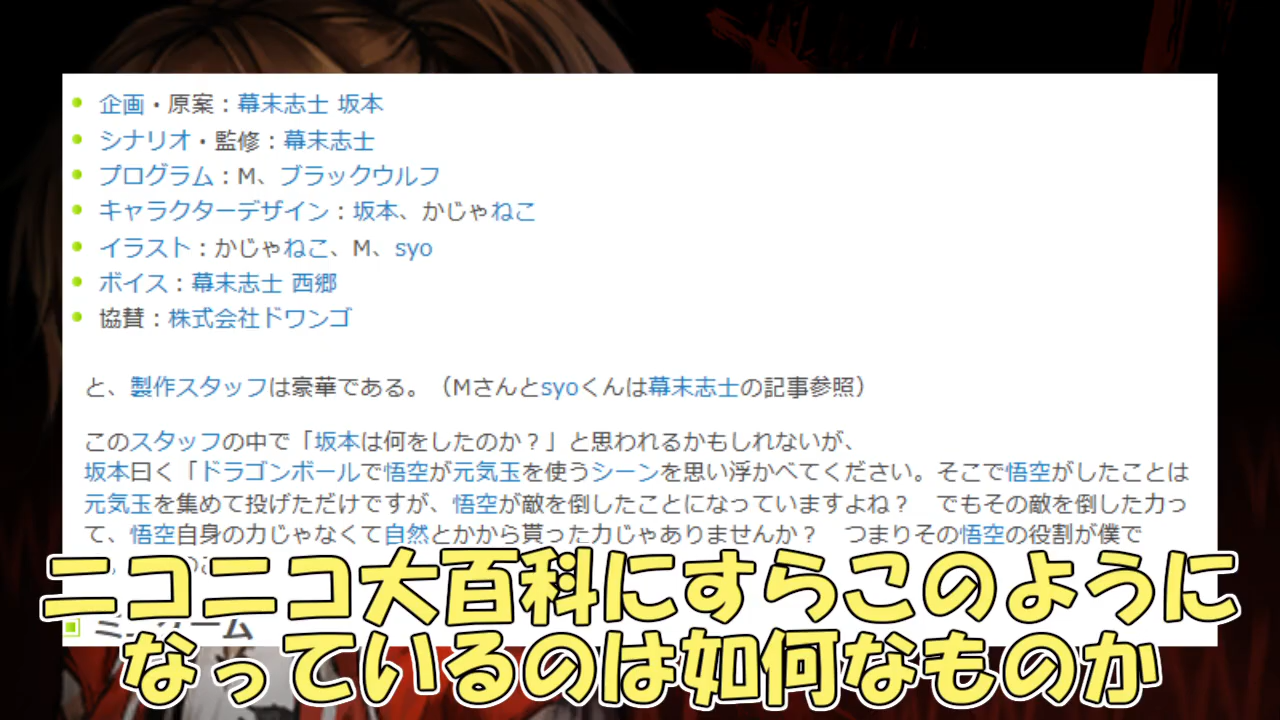 企画・原案：幕末志士 坂本
シナリオ・監修：幕末志士
プログラム：M、ブラックウルフ
キャラクターデザイン：坂本、かじゃねこ
イラスト：かじゃねこ、M、syo
ボイス：幕末志士 西郷
協賛：株式会社ドワンゴ
と、製作スタッフは豪華である。（Mさんとsyoくんは幕末志士の記事参照）
このスタッフの中で「坂本は何をしたのか？」と思われるかもしれないが、
坂本曰く「ドラゴンボールで悟空が元気玉を使うシーンを思い浮かべてください。そこで悟空がしたことは
元気玉を集めて投げただけですが、悟空が敵を倒したことになっていますよね？　でもその敵を倒した力っ
て、悟空自身の力じゃなくて自然とかから貰った力じゃありませんか？　つまりその悟空の役割が僕で
ニコニコ大百科にすらこのように
なっているのは如何なものか